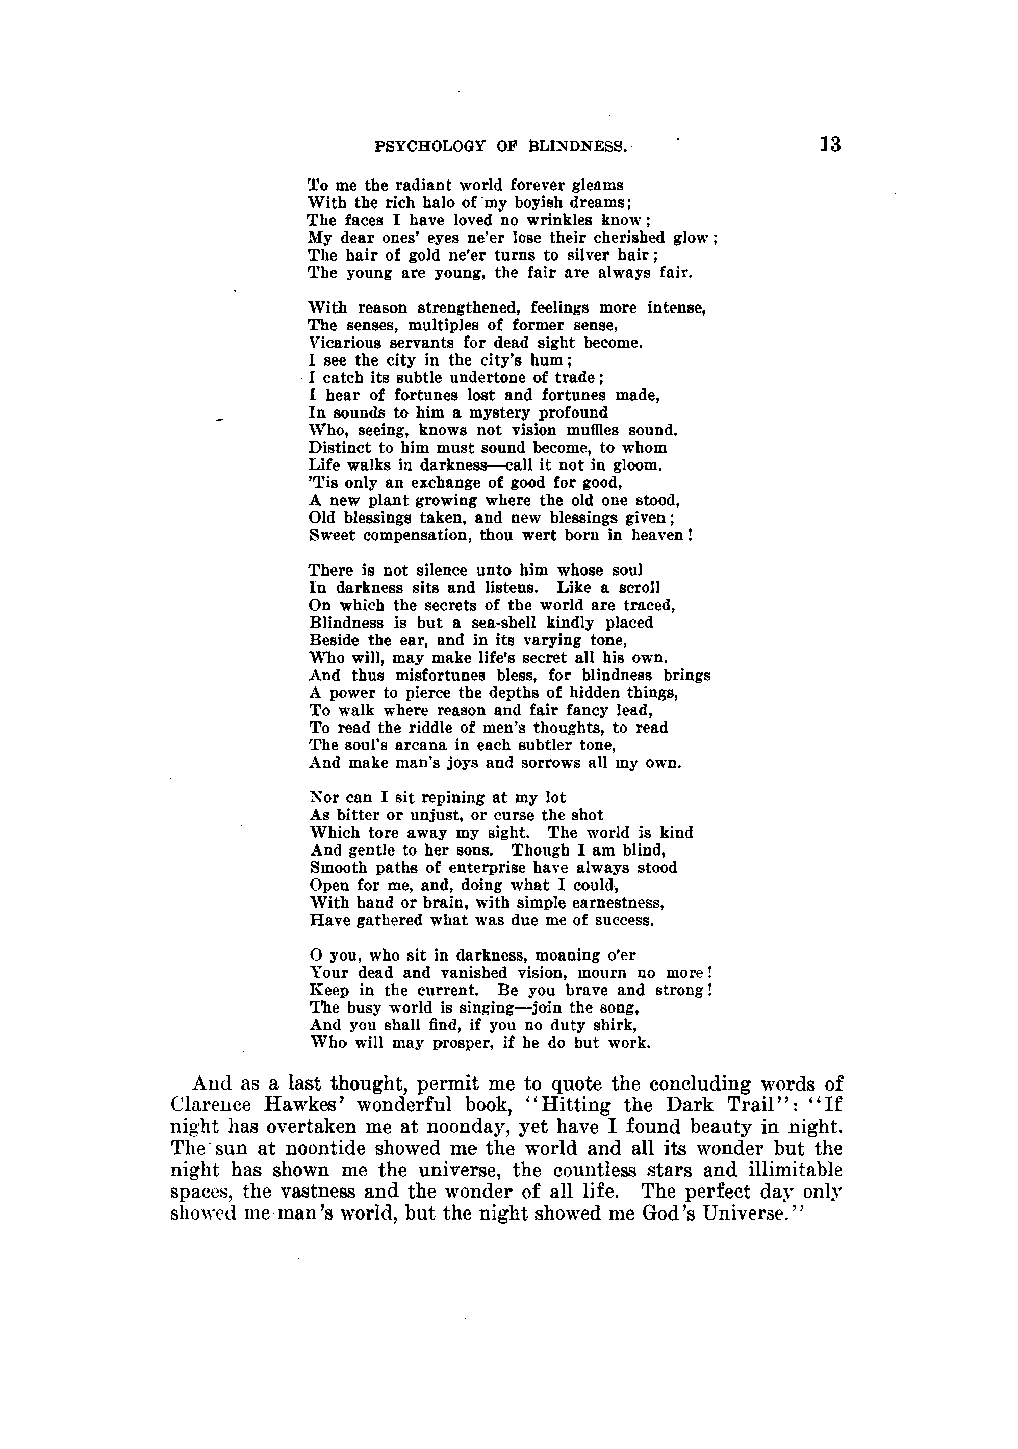 PSYCHOLOGY OF BLINDNESS. 13
To me the radiant world forever gleams
With the rich halo of my boyish dreams;
The faces I have loved no wrinkles know;
My dear ones' eyes ne'er lose their cherished glow;
The hair of gold ne'er turns to silver hair;
The young are young, the fair are always fair.
With reason strengthened, feelings more intense,
The senses, multiples of former sense,
Vicarious servants for dead sight become.
I see the city in the city's hum;
I catch its subtle undertone of trade;
I hear of fortunes lost and fortunes made,
In sounds to him a mystery profound
Who, seeing, knows not vision muffles sound.
Distinct to him must sound become, to whom
Life walks in darkness—call it not in gloom.
'Tis only an exchange of good for good,
A new plant growing where the old one stood,
Old blessings taken, and new blessings given;
Sweet compensation, thou wert born in heaven!
There is not silence unto him whose soul
In darkness sits and listens. Like a scroll
On which the secrets of the world are traced,
Blindness is but a sea-shell kindly placed
Beside the ear, and in its varying tone,
Who will, may make life's secret all his own.
And thus misfortunes bless, for blindness brings
A power to pierce the depths of hidden things,
To walk where reason and fair fancy lead,
To read the riddle of men's thoughts, to read
The soul's arcana in each subtler tone,
And make man's joys and sorrows all my own.
Nor can I sit repining at my lot
As bitter or unjust, or curse the shot
Which tore away my sight. The world is kind
And gentle to her sons. Though I am blind,
Smooth paths of enterprise have always stood
Open for me, and, doing what I could,
With hand or brain, with simple earnestness,
Have gathered what was due me of success.
O you, who sit in darkness, moaning o'er
Your dead and vanished vision, mourn no more!
Keep in the current. Be you brave and strong!
The busy world is singing—join the song,
And you shall find, if you no duty shirk,
Who will may prosper, if he do but work.
And as a last thought, permit me to quote the concluding words of
Clarence Hawkes' wonderful book, "Hitting the Dark Trail": "If
night has overtaken me at noonday, yet have I found beauty in night.
The sun at noontide showed me the world and all its wonder but the
night has shown me the universe, the countless stars and illimitable
spaces, the vastness and the wonder of all life. The perfect day only
showed me man's world, but the night showed me God's Universe."